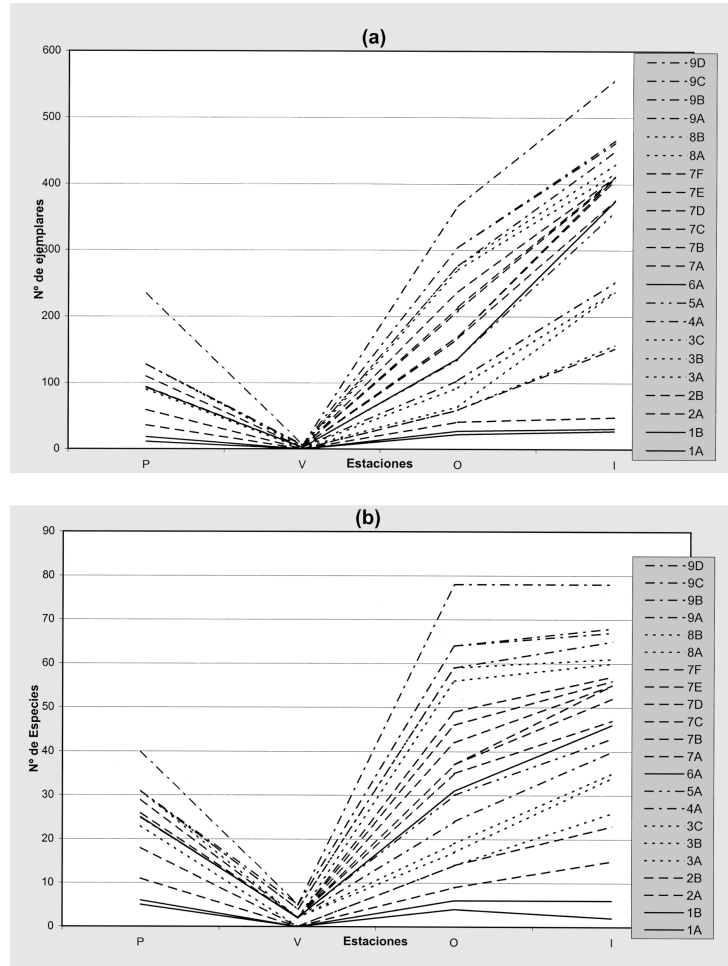 (a)
600
500
400
300
200
100
0
Nº de ejemplares
P
V
Estaciones
O
I
9D
9C
9B
9A
8B
8A
7F
7E
7D
7C
7B
7A
6A
5A
4A
3C
3B
3A
2B
2A
1B
1A
(b)
90
80
70
60
50
40
30
20
10
0
Nº de Especies
P
V
Estaciones
O
I
9D
9C
9B
9A
8B
8A
7F
7E
7D
7C
7B
7A
6A
5A
4A
3C
3B
3A
2B
2A
1B
1A